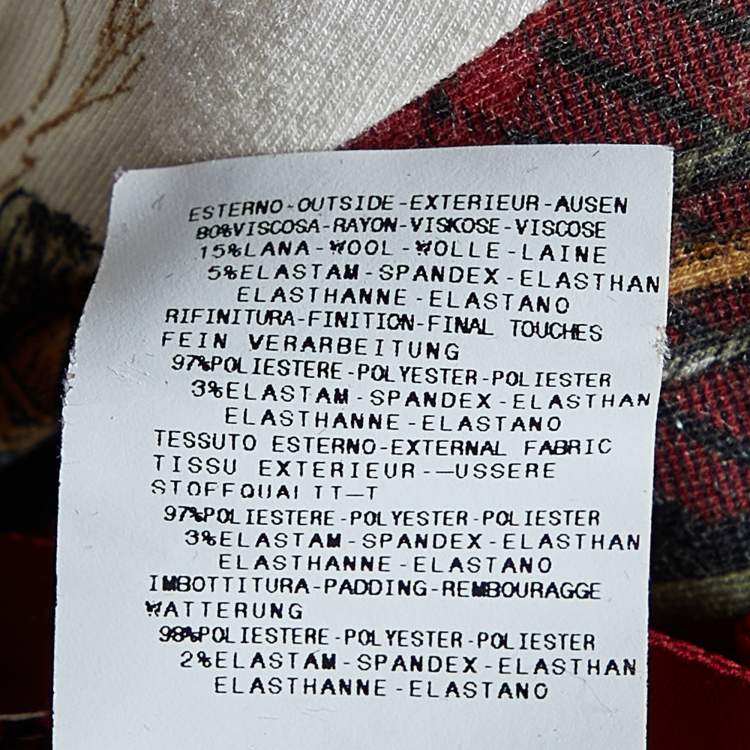 ESTERNO-OUTSIDE-EXTERIEUR-AUSEN
80%VISCOSA-RAYON-VISKOSE-VISCOSE
15%LANA-WOOL-WOLLE-LAINE
5%ELASTAM-SPANDEX-ELASTHAN
ELASTHANNE-ELASTANO
RIFINITURA-FINITION-FINAL TOUCHES
FEIN VERARBEITUNG
97%POLIESTERE-POLYESTER-POLIESTER
3%ELASTAM-SPANDEX-ELASTHAN
ELASTHANNE-ELASTANO
TESSUTO ESTERNO-EXTERNAL FABRIC
TISSU EXTERIEUR-—USSERE
STOFFQUALITT—T
97%POLIESTERE-POLYESTER-POLIESTER
3%ELASTAM-SPANDEX-ELASTHAN
ELASTHANNE-ELASTANO
IMBOTTITURA-PADDING-REMBOURAGGE
WATTERUNG
98%POLIESTERE-POLYESTER-POLIESTER
2%ELASTAM-SPANDEX-ELASTHAN
ELASTHANNE-ELASTANO